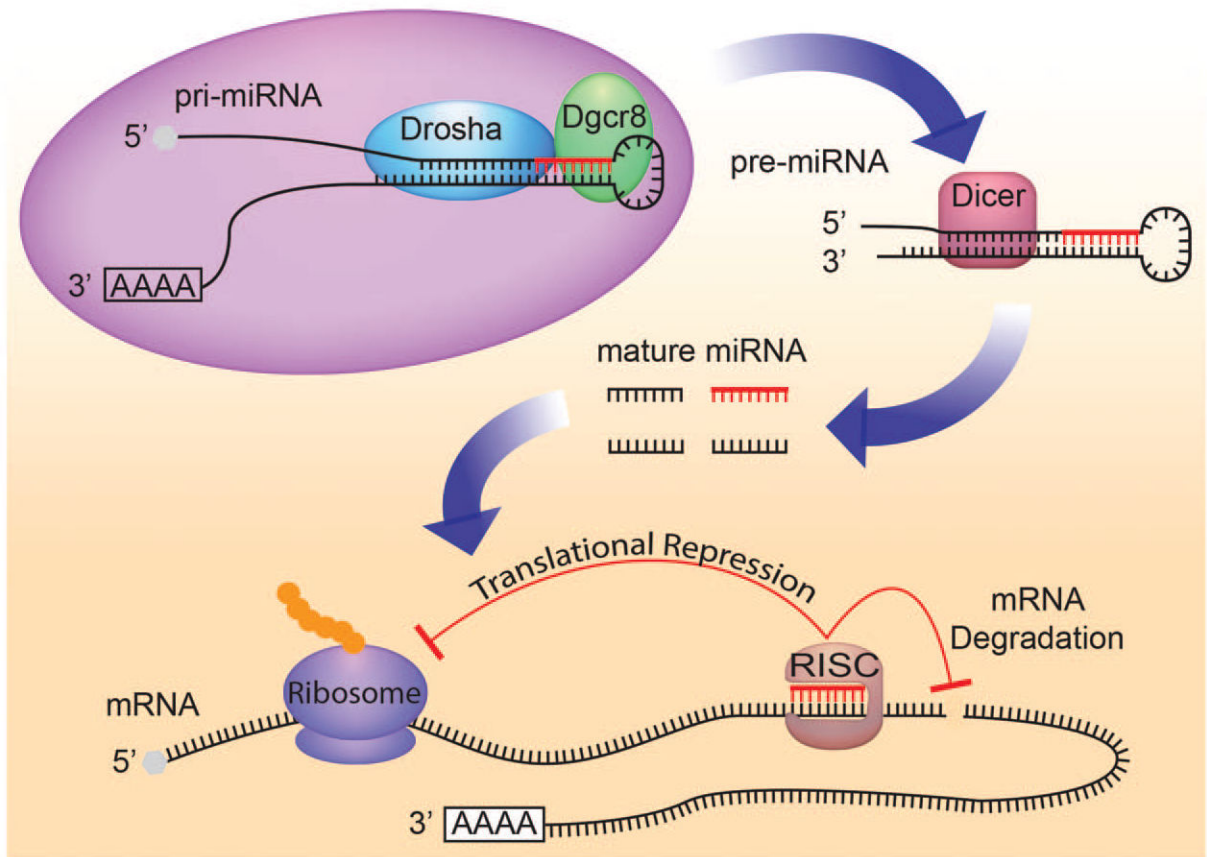 pri-miRNA
5’
Drosha
Dgcr8
3’ AAAA
pre-miRNA
Dicer
5’
3’
mature miRNA
Translational Repression
mRNA
Degradation
RISC
Ribosome
mRNA
5’
3’ AAAA